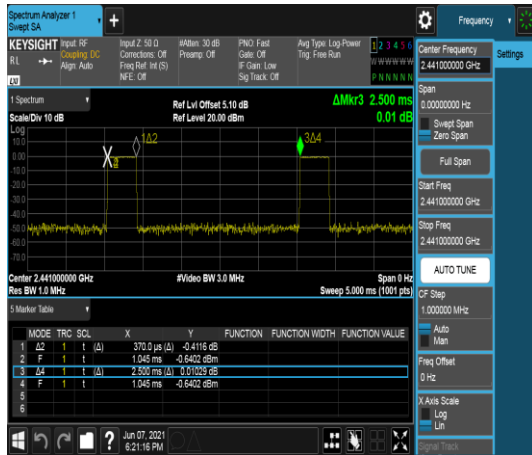 Spectrum Analyzer 1
Swept SA
Frequency
KEYSIGHT
RL
LXI
Input: RF
Coupling: DC
Align: Auto
Input Z: 50 Ω
Corrections: Off
Freq Ref: Int (S)
NFE: Off
#Atten: 30 dB
Preamp: Off
PNO: Fast
Gate: Off
IF Gain: Low
Sig Track: Off
Avg Type: Log-Power
Trig: Free Run
1 2 3 4 5 6
W W W W W W
P N N N N N
1 Spectrum
Scale/Div 10 dB
Ref Lvl Offset 5.10 dB
Ref Level 20.00 dBm
ΔMkr3 2.500 ms
0.01 dB
Log
10.0
0.00
-10.0
-20.0
-30.0
-40.0
-50.0
-60.0
-70.0
1Δ2
3Δ4
Center 2.441000000 GHz
Res BW 1.0 MHz
#Video BW 3.0 MHz
Span 0 Hz
Sweep 5.000 ms (1001 pts)
5 Marker Table
MODE TRC SCL X Y FUNCTION FUNCTION WIDTH FUNCTION VALUE
1 Δ2 1 t (Δ) 370.0 µs (Δ) -0.4116 dB
2 F 1 t 1.045 ms -0.6402 dBm
3 Δ4 1 t (Δ) 2.500 ms (Δ) 0.01029 dB
4 F 1 t 1.045 ms -0.6402 dBm
5
6
Jun 07, 2021
6:21:16 PM
Center Frequency
2.441000000 GHz
Settings
Span
0.00000000 Hz
Swept Span
Zero Span
Full Span
Start Freq
2.441000000 GHz
Stop Freq
2.441000000 GHz
AUTO TUNE
CF Step
1.000000 MHz
Auto
Man
Freq Offset
0 Hz
X Axis Scale
Log
Lin
Signal Track